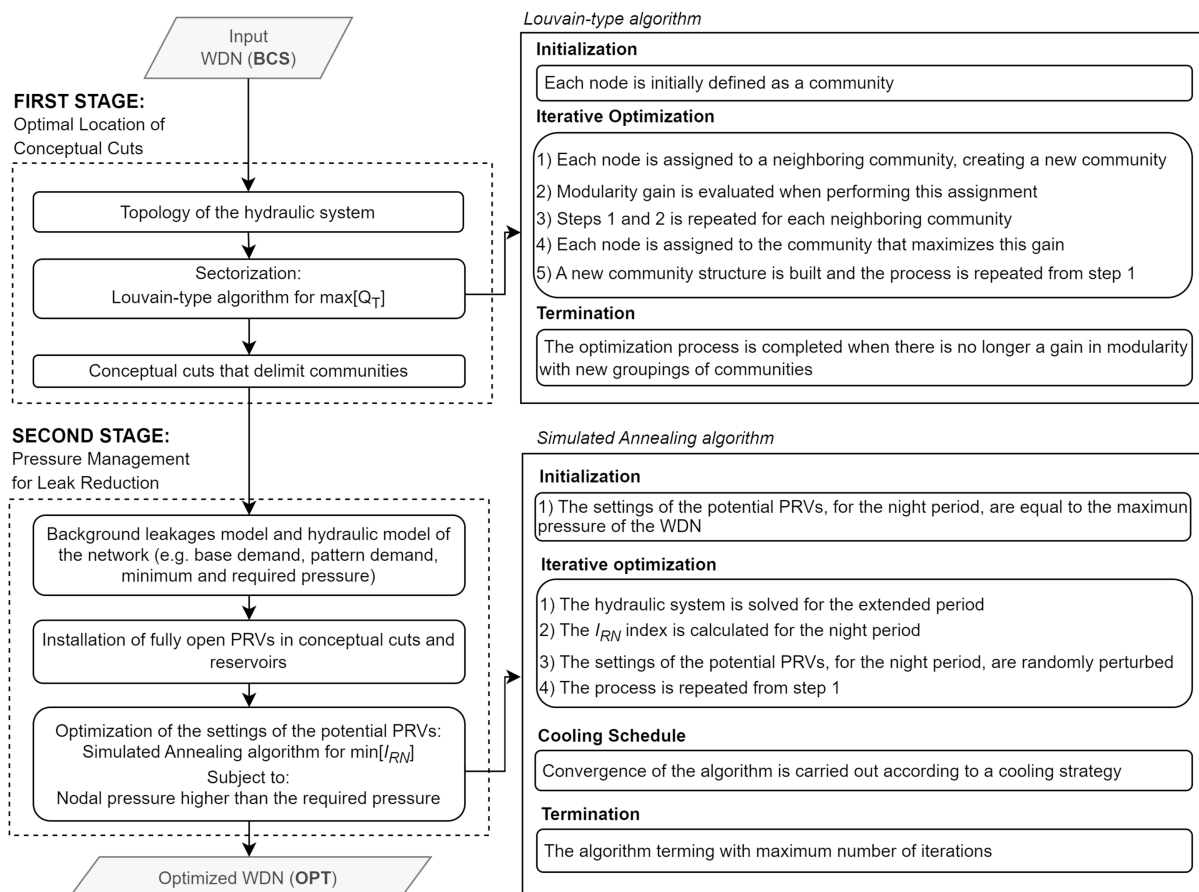 Input
WDN (BCS)
FIRST STAGE:
Optimal Location of
Conceptual Cuts
Topology of the hydraulic system
Sectorization:
Louvain-type algorithm for max[QT]
Conceptual cuts that delimit communities
Louvain-type algorithm
Initialization
Each node is initially defined as a community
Iterative Optimization
1) Each node is assigned to a neighboring community, creating a new community
2) Modularity gain is evaluated when performing this assignment
3) Steps 1 and 2 is repeated for each neighboring community
4) Each node is assigned to the community that maximizes this gain
5) A new community structure is built and the process is repeated from step 1
Termination
The optimization process is completed when there is no longer a gain in modularity
with new groupings of communities
SECOND STAGE:
Pressure Management
for Leak Reduction
Background leakages model and hydraulic model of
the network (e.g. base demand, pattern demand,
minimum and required pressure)
Installation of fully open PRVs in conceptual cuts and
reservoirs
Optimization of the settings of the potential PRVs:
Simulated Annealing algorithm for min[IRN]
Subject to:
Nodal pressure higher than the required pressure
Optimized WDN (OPT)
Simulated Annealing algorithm
Initialization
1) The settings of the potential PRVs, for the night period, are equal to the maximun
pressure of the WDN
Iterative optimization
1) The hydraulic system is solved for the extended period
2) The IRN index is calculated for the night period
3) The settings of the potential PRVs, for the night period, are randomly perturbed
4) The process is repeated from step 1
Cooling Schedule
Convergence of the algorithm is carried out according to a cooling strategy
Termination
The algorithm terming with maximum number of iterations